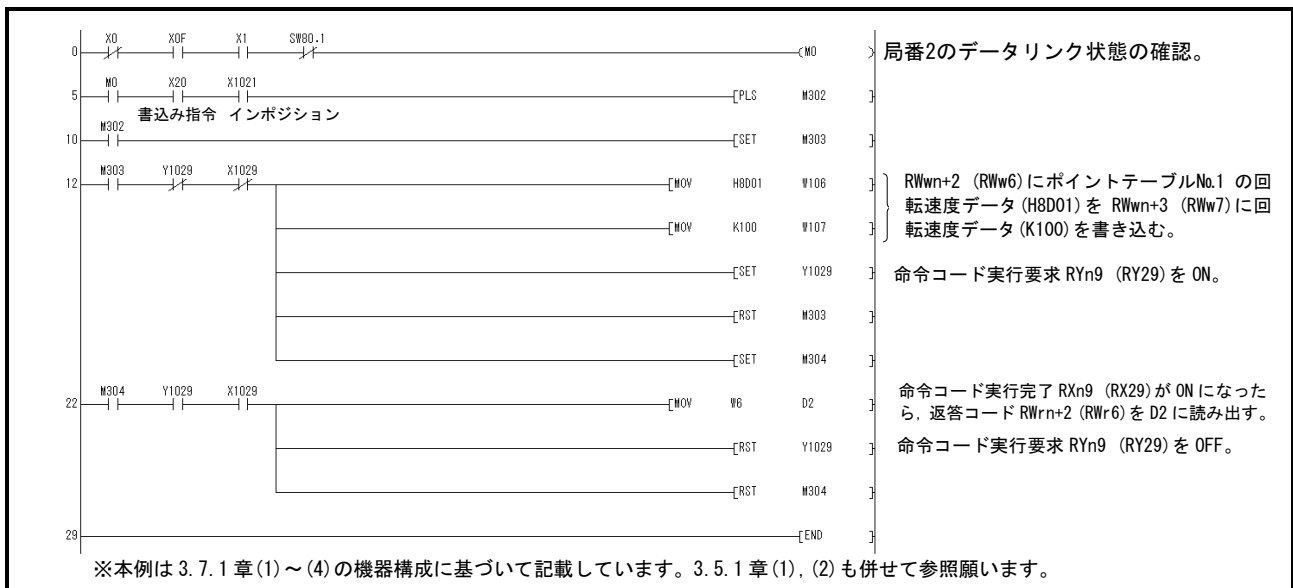 X0 X0F X1 SW80.1
0 (M0 ) 局番2のデータリンク状態の確認。
M0 X20 X1021
5 [PLS M302 ]
書込み指令 インポジション
M302
10 [SET M303 ]
M303 Y1029 X1029
12 [MOV H8D01 W106 ] RWwn+2 (RWw6)にポイントテーブル№1 の回
転速度データ(H8D01)を RWwn+3 (RWw7)に回
[MOV K100 W107 ] 転速度データ(K100)を書き込む。
[SET Y1029 ] 命令コード実行要求 RYn9 (RY29)を ON。
[RST M303 ]
[SET M304 ]
M304 Y1029 X1029
22 [MOV W6 D2 ] 命令コード実行完了 RXn9 (RX29)が ON になった
ら, 返答コード RWrn+2 (RWr6)を D2 に読み出す。
[RST Y1029 ] 命令コード実行要求 RYn9 (RY29)を OFF。
[RST M304 ]
29 [END ]
※本例は 3.7.1 章(1)～(4)の機器構成に基づいて記載しています。3.5.1 章(1), (2)も併せて参照願います。